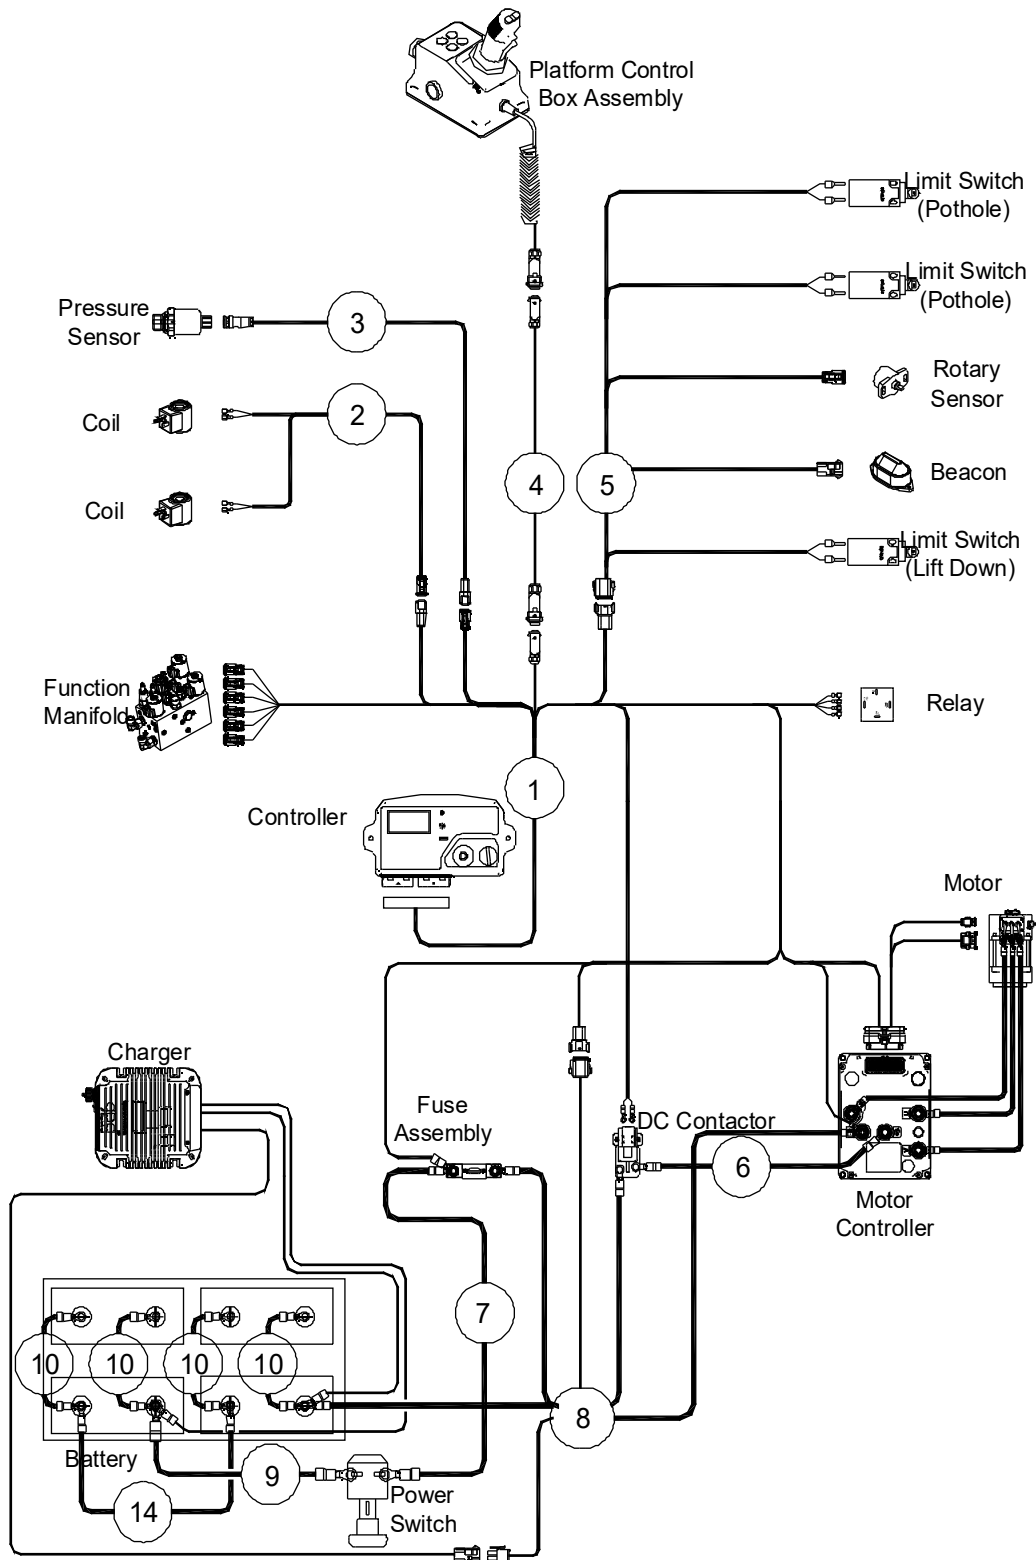 Platform Control
Box Assembly
Limit Switch
(Pothole)
Limit Switch
(Pothole)
Pressure
Sensor
3
Rotary
Sensor
Coil
2
Beacon
4
5
Coil
Limit Switch
(Lift Down)
Function
Manifold
Relay
1
Controller
Motor
Charger
Fuse
Assembly
DC Contactor
6
Motor
Controller
7
10
10
10
10
8
Battery
9
Power
Switch
14